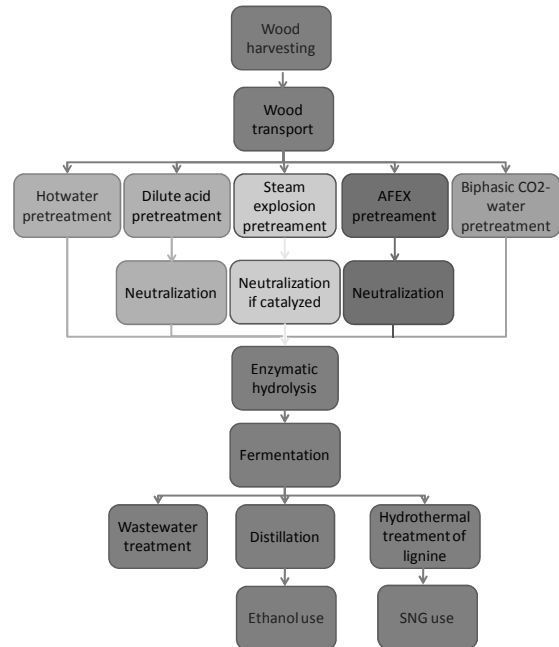 Wood
harvesting
Wood
transport
Hotwater
pretreatment
Dilute acid
pretreatment
Steam
explosion
pretreament
AFEX
pretreament
Biphasic CO2-
water
pretreatment
Neutralization
Neutralization
if catalyzed
Neutralization
Enzymatic
hydrolysis
Fermentation
Wastewater
treatment
Distillation
Hydrothermal
treatment of
lignine
Ethanol use
SNG use